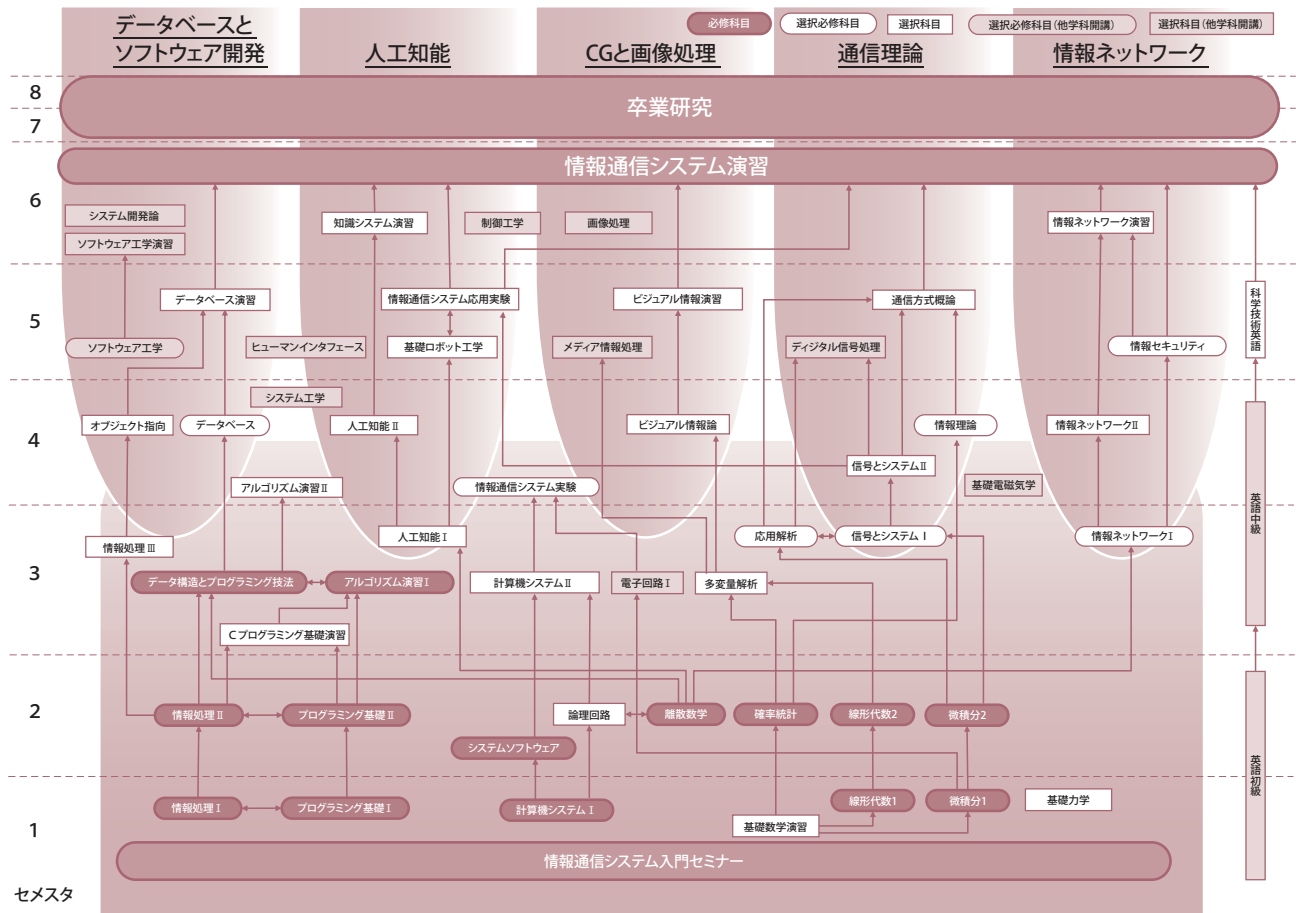 データベースと
ソフトウェア開発
人工知能
CGと画像処理
通信理論
情報ネットワーク
必修科目
選択必修科目
選択科目
選択必修科目(他学科開講)
選択科目(他学科開講)
8
卒業研究
7
情報通信システム演習
6
システム開発論
知識システム演習
制御工学
画像処理
情報ネットワーク演習
ソフトウェア工学演習
5
データベース演習
情報通信システム応用実験
ビジュアル情報演習
通信方式概論
科学技術英語
ソフトウェア工学
ヒューマンインタフェース
基礎ロボット工学
メディア情報処理
ディジタル信号処理
情報セキュリティ
システム工学
4
オブジェクト指向
データベース
人工知能Ⅱ
ビジュアル情報論
情報理論
情報ネットワークⅡ
信号とシステムⅡ
アルゴリズム演習Ⅱ
情報通信システム実験
基礎電磁気学
英語中級
3
情報処理Ⅲ
人工知能Ⅰ
応用解析
信号とシステムⅠ
情報ネットワークⅠ
データ構造とプログラミング技法
アルゴリズム演習Ⅰ
計算機システムⅡ
電子回路Ⅰ
多変量解析
Cプログラミング基礎演習
2
情報処理Ⅱ
プログラミング基礎Ⅱ
論理回路
離散数学
確率統計
線形代数2
微積分2
システムソフトウェア
英語初級
1
情報処理Ⅰ
プログラミング基礎Ⅰ
計算機システムⅠ
線形代数1
微積分1
基礎力学
基礎数学演習
情報通信システム入門セミナー
セメスタ